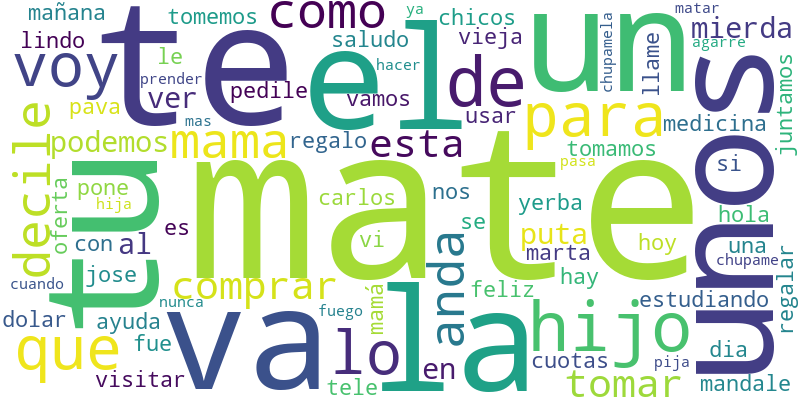 mañana
tomemos
te
como
ya
chicos
un
matar
mierda
lindo
voy
le
el
saludo
hacer
vieja
chupamela
llame
agarre
juntamos
prender
ver
pedile
vamos
de
usar
unos
pava
mas
decile
podemos
mama
regalo
esta
para
medicina
tu
mate
tomamos
si
oferta
pone
hija
carlos
nos
yerba
pasa
hola
es
vi
se
puta
hoy
una
con
al
anda
marta
chupame
cuando
jose
comprar
mamá
feliz
hay
estudiando
regalar
dolar
ayuda
nunca
va
fuego
la
hijo
que
fue
lo
en
cuotas
pija
dia
visitar
tele
tomar
mandale